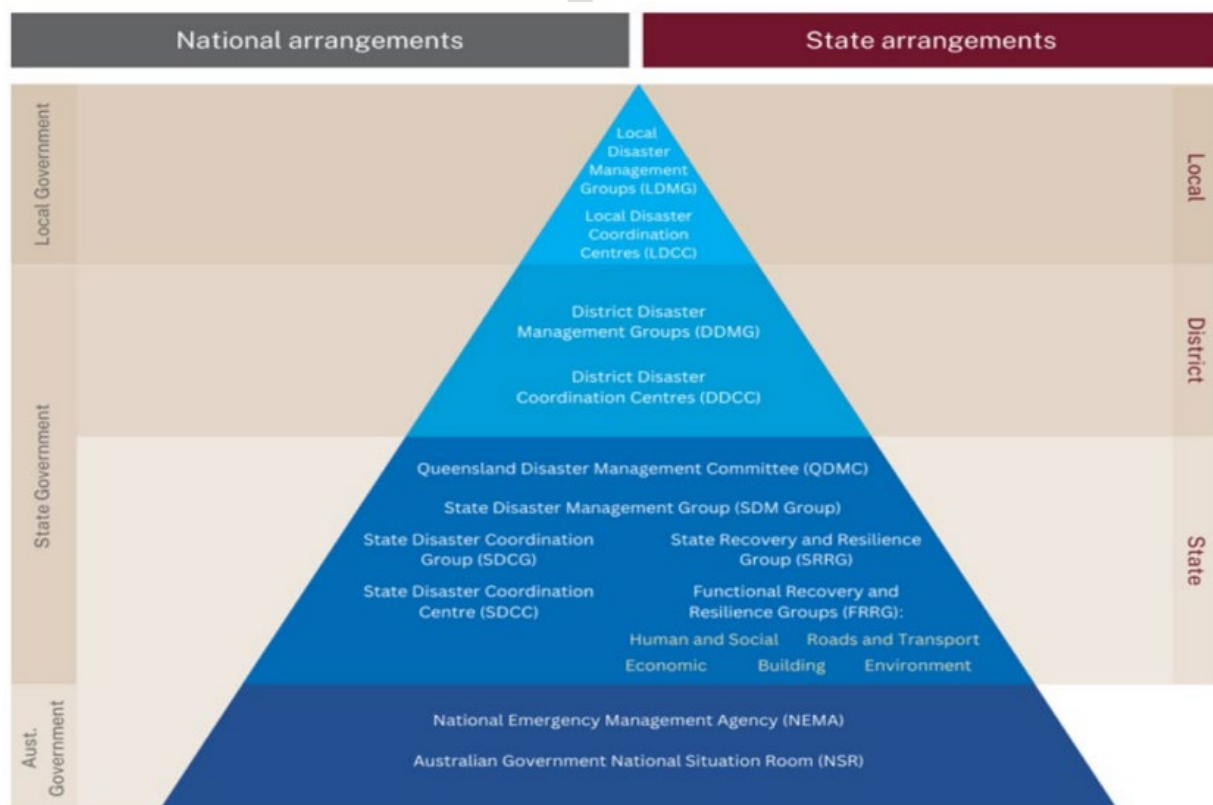 National arrangements
State arrangements
Local Government
Local
Disaster
Management
Groups (LDMG)
Local Disaster
Coordination
Centres (LDCC)
Local
State Government
District Disaster
Management Groups (DDMG)
District Disaster
Coordination Centres (DDCC)
District
Queensland Disaster Management Committee (QDMC)
State Disaster Management Group (SDM Group)
State Disaster Coordination
Group (SDCG)
State Recovery and Resilience
Group (SRRG)
State Disaster Coordination
Centre (SDCC)
Functional Recovery and
Resilience Groups (FRRG):
Human and Social
Roads and Transport
Economic
Building
Environment
State
Aust.
Government
National Emergency Management Agency (NEMA)
Australian Government National Situation Room (NSR)